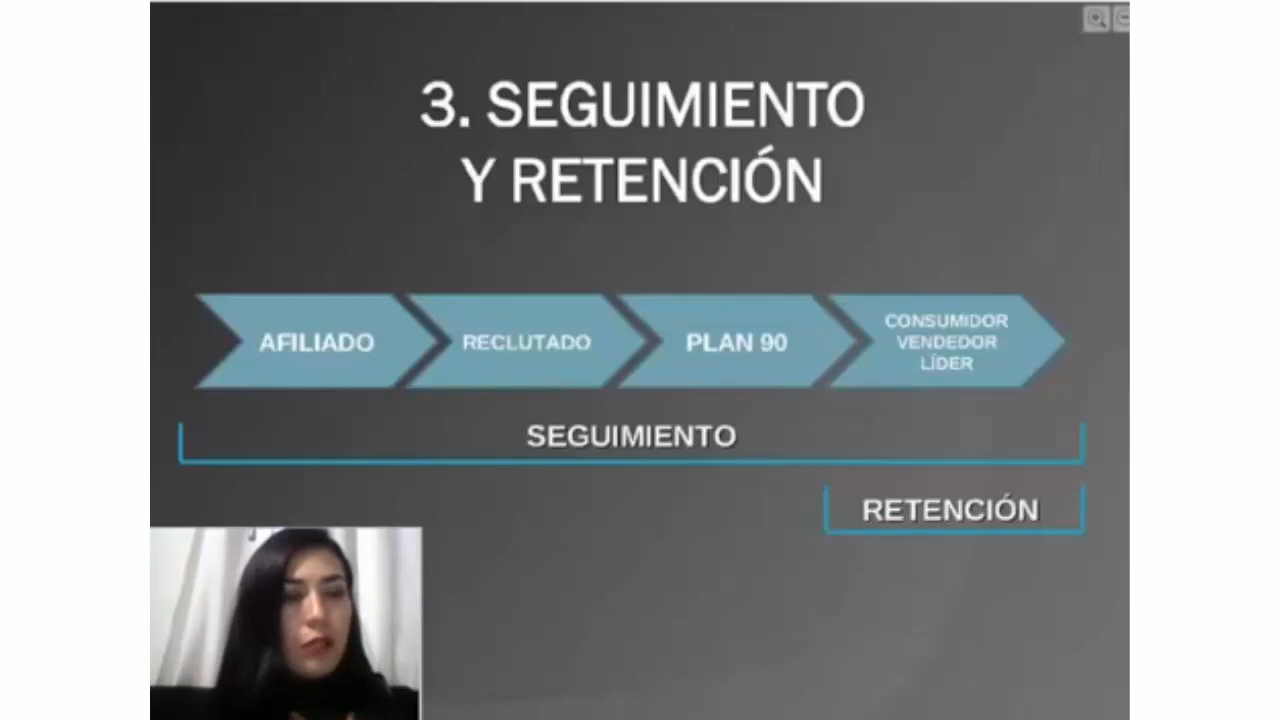 3. SEGUIMIENTO
Y RETENCIÓN
AFILIADO
RECLUTADO
PLAN 90
CONSUMIDOR
VENDEDOR
LÍDER
SEGUIMIENTO
RETENCIÓN